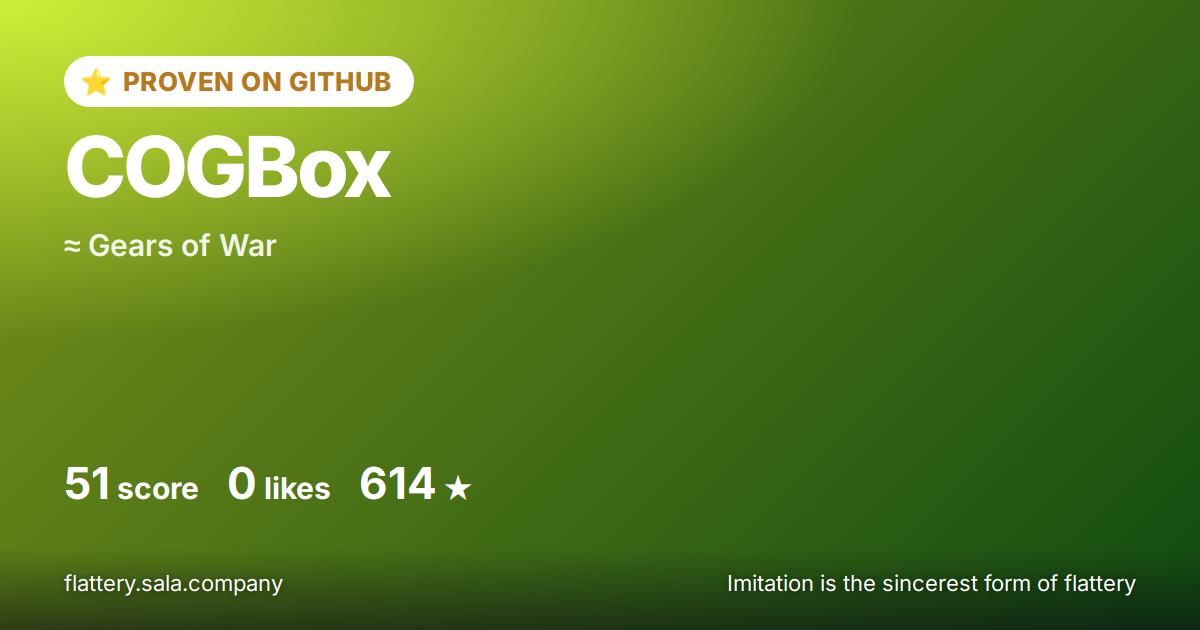 ⭐ PROVEN ON GITHUB
COGBox
≈ Gears of War
51 score 0 likes 614 ★
flattery.sala.company
Imitation is the sincerest form of flattery